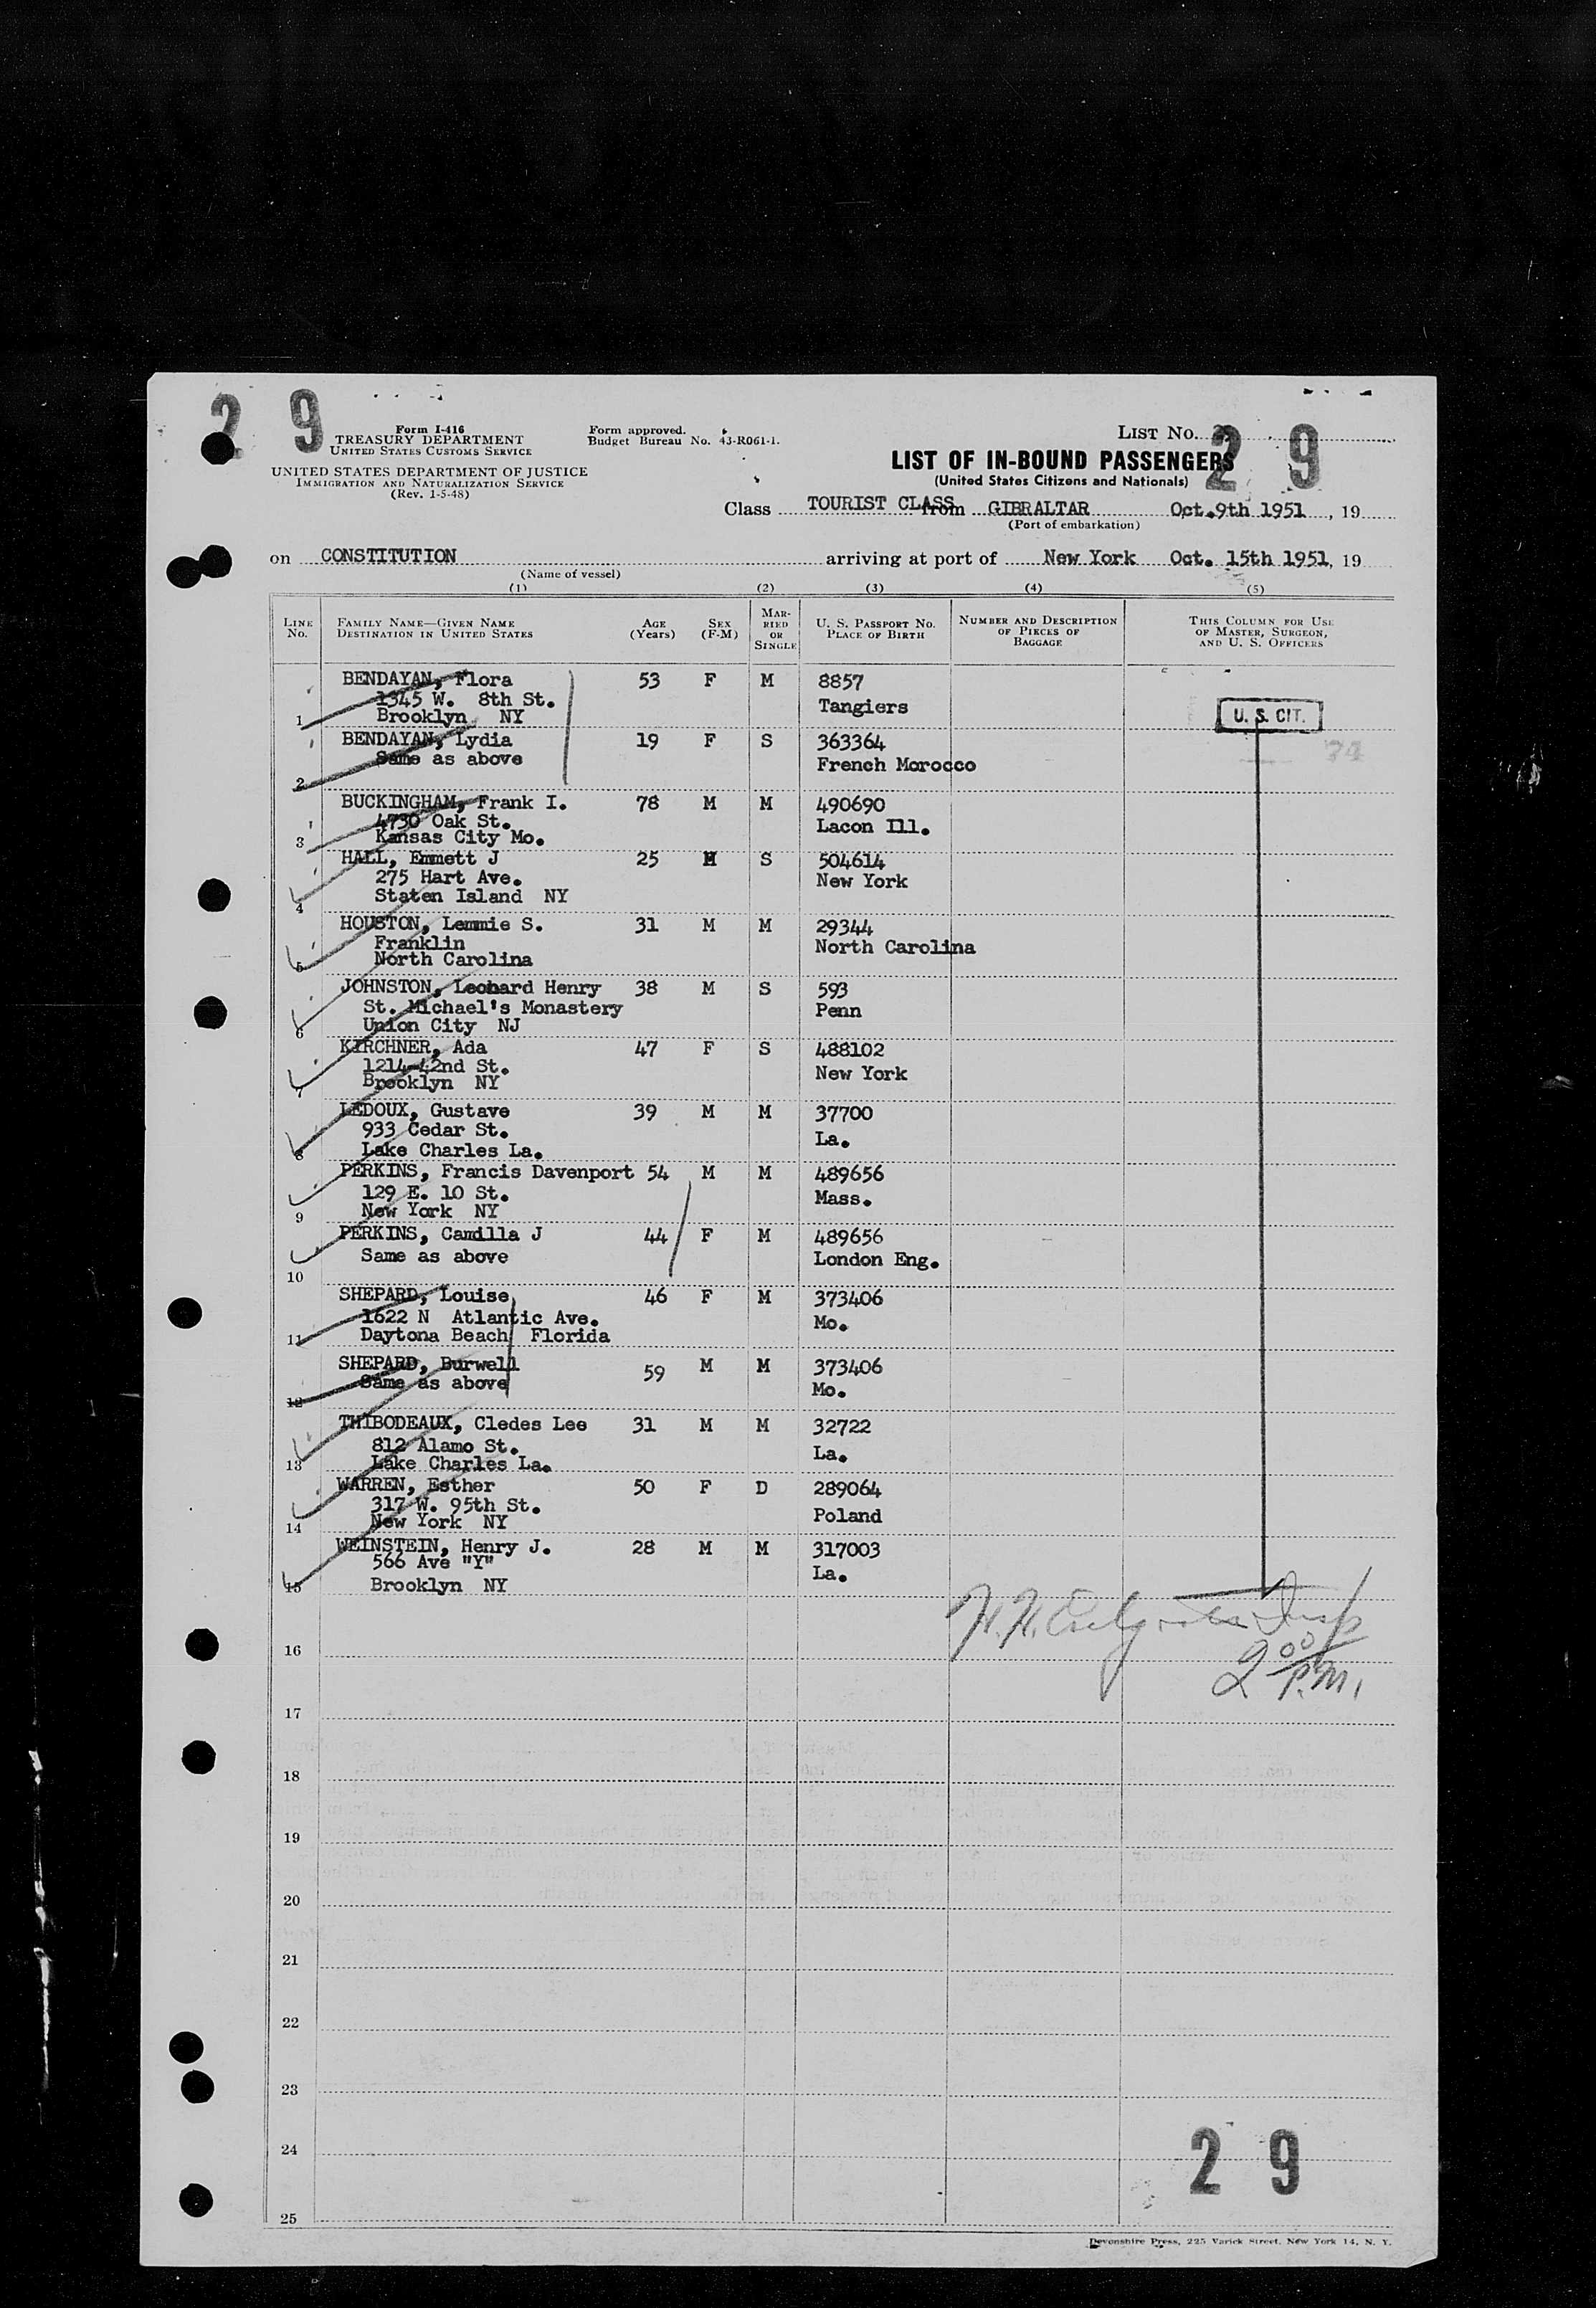 29
Form I-416
TREASURY DEPARTMENT
UNITED STATES CUSTOMS SERVICE
UNITED STATES DEPARTMENT OF JUSTICE
IMMIGRATION AND NATURALIZATION SERVICE
(Rev. 1-5-48)
Form approved.
Budget Bureau No. 43-R061-1.
LIST NO. 29
LIST OF IN-BOUND PASSENGERS
(United States Citizens and Nationals)
Class TOURIST CLASS from GIBRALTAR Oct.9th 1951, 19
(Port of embarkation)
on CONSTITUTION arriving at port of New York Oct. 15th 1951, 19
(Name of vessel)
(1) (2) (3) (4) (5)
LINE No. FAMILY NAME—GIVEN NAME DESTINATION IN UNITED STATES AGE (Years) SEX (F-M) MARRIED OR SINGLE U. S. PASSPORT NO. PLACE OF BIRTH NUMBER AND DESCRIPTION OF PIECES OF BAGGAGE THIS COLUMN FOR USE OF MASTER, SURGEON, AND U. S. OFFICERS
BENDAYAN, Flora 53 F M 8857
1345 W. 8th St. Tangiers
1 Brooklyn NY U. S. CIT.
BENDAYAN, Lydia 19 F S 363364
Same as above French Morocco
2
BUCKINGHAM, Frank I. 78 M M 490690
4730 Oak St. Lacon Ill.
3 Kansas City Mo.
HALL, Emmett J 25 M S 504614
275 Hart Ave. New York
4 Staten Island NY
HOUSTON, Lemmie S. 31 M M 29344
Franklin North Carolina
5 North Carolina
JOHNSTON, Leonard Henry 38 M S 593
St. Michael's Monastery Penn
6 Union City NJ
KIRCHNER, Ada 47 F S 488102
1214-42nd St. New York
7 Brooklyn NY
LEDOUX, Gustave 39 M M 37700
933 Cedar St. La.
8 Lake Charles La.
PERKINS, Francis Davenport 54 M M 489656
129 E. 10 St. Mass.
9 New York NY
PERKINS, Camilla J 44 F M 489656
Same as above London Eng.
10
SHEPARD, Louise 46 F M 373406
1622 N Atlantic Ave. Mo.
11 Daytona Beach Florida
SHEPARD, Burwell 59 M M 373406
Same as above Mo.
12
THIBODEAUX, Cledes Lee 31 M M 32722
812 Alamo St. La.
13 Lake Charles La.
WARREN, Esther 50 F D 289064
317 W. 95th St. Poland
14 New York NY
WEINSTEIN, Henry J. 28 M M 317003
566 Ave "Y" La.
15 Brooklyn NY
H. H. Insp
2 00 P.M.
16
17
18
19
20
21
22
23
24
29
25
Devonshire Press, 225 Varick Street, New York 14, N. Y.